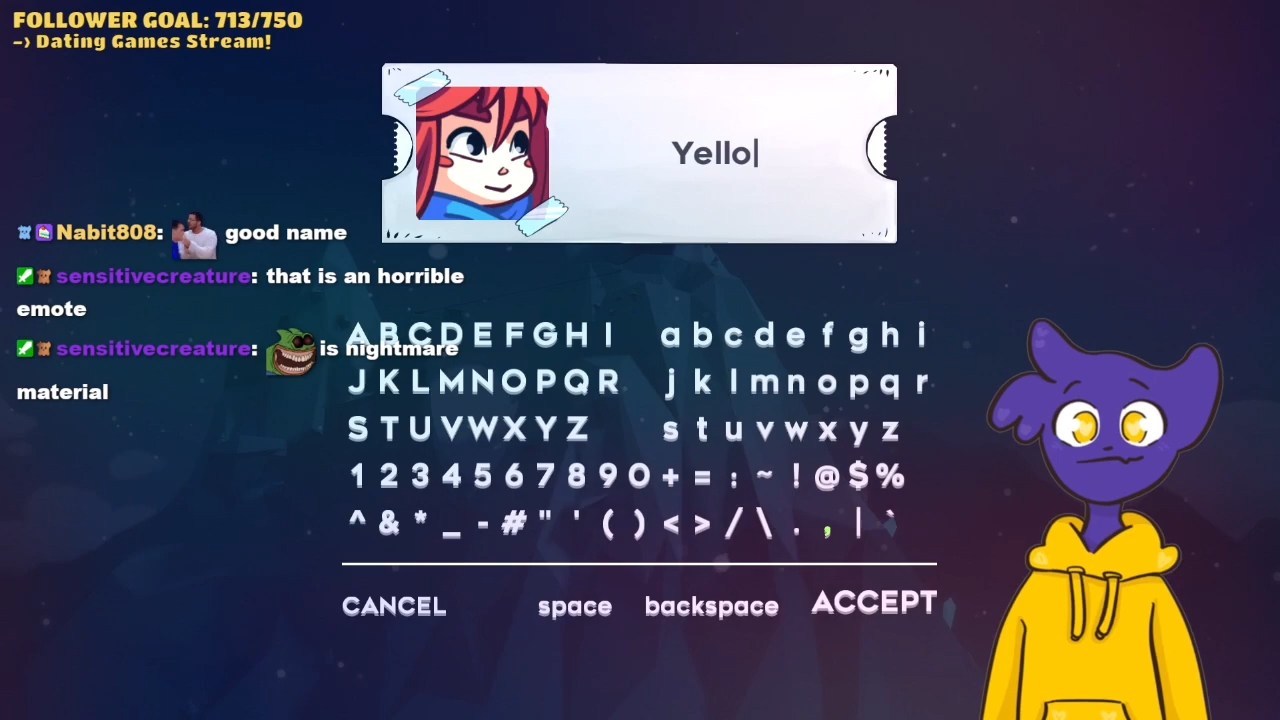 FOLLOWER GOAL: 713/750
-> Dating Games Stream!
Yello
Nabit808: good name
sensitivecreature: that is an horrible
emote
sensitivecreature: is nightmare
material
A B C D E F G H I a b c d e f g h i
J K L M N O P Q R j k l m n o p q r
S T U V W X Y Z s t u v w x y z
1 2 3 4 5 6 7 8 9 0 + = : ~ ! @ $ %
^ & * _ - # " ' ( ) < > / \ . , | `
CANCEL space backspace ACCEPT